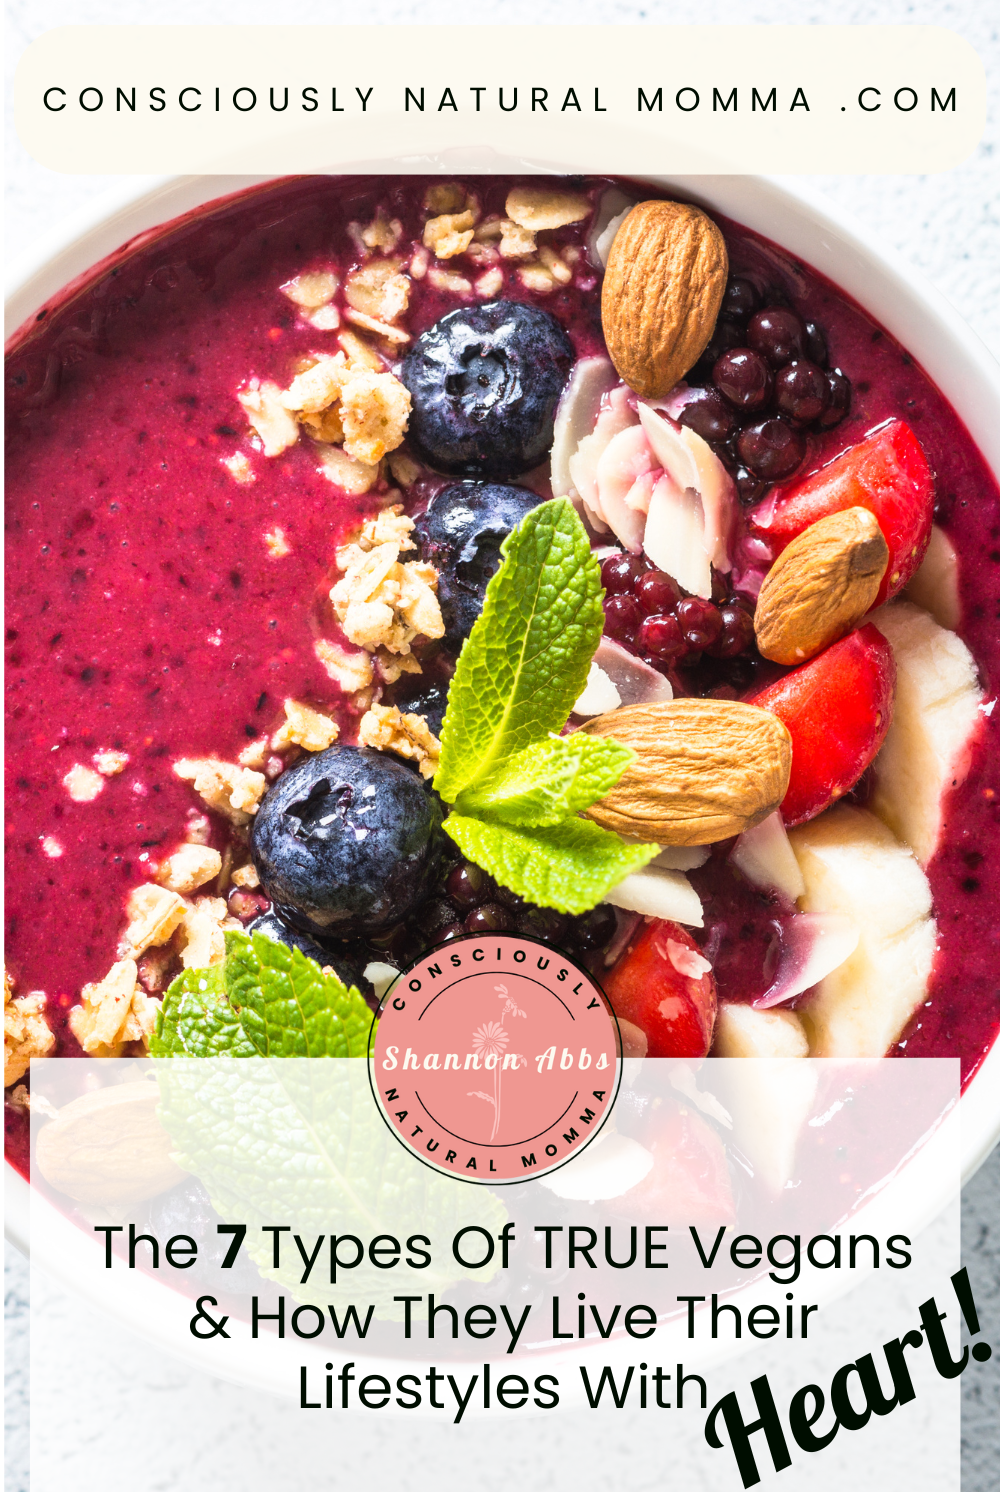 CONSCIOUSLY NATURAL MOMMA .COM
CONSCIOUSLY
Shannon Abbs
NATURAL MOMMA
The 7 Types Of TRUE Vegans
& How They Live Their
Lifestyles With
Heart!